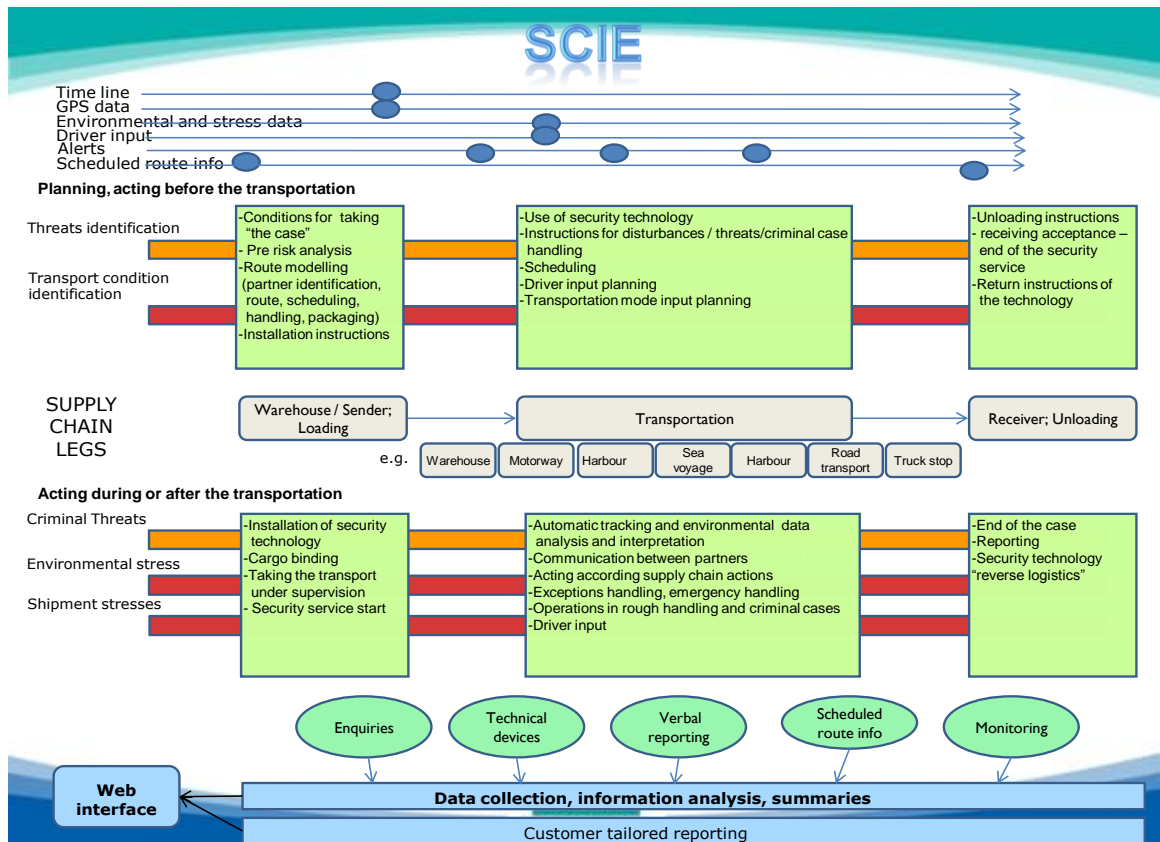 SCIE
Time line
GPS data
Environmental and stress data
Driver input
Alerts
Scheduled route info
Planning, acting before the transportation
Threats identification
Transport condition
identification
-Conditions for taking
"the case"
- Pre risk analysis
-Route modelling
(partner identification,
route, scheduling,
handling, packaging)
-Installation instructions
-Use of security technology
-Instructions for disturbances / threats/criminal case
handling
-Scheduling
-Driver input planning
-Transportation mode input planning
-Unloading instructions
- receiving acceptance –
end of the security
service
-Return instructions of
the technology
SUPPLY
CHAIN
LEGS
Warehouse / Sender;
Loading
Transportation
Receiver; Unloading
e.g.
Warehouse
Motorway
Harbour
Sea
voyage
Harbour
Road
transport
Truck stop
Acting during or after the transportation
Criminal Threats
Environmental stress
Shipment stresses
-Installation of security
technology
-Cargo binding
-Taking the transport
under supervision
- Security service start
-Automatic tracking and environmental data
analysis and interpretation
-Communication between partners
-Acting according supply chain actions
-Exceptions handling, emergency handling
-Operations in rough handling and criminal cases
-Driver input
-End of the case
-Reporting
-Security technology
"reverse logistics"
Enquiries
Technical
devices
Verbal
reporting
Scheduled
route info
Monitoring
Web
interface
Data collection, information analysis, summaries
Customer tailored reporting